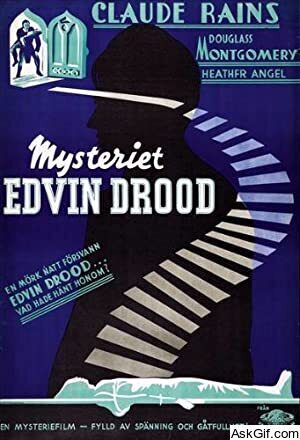 CLAUDE RAINS
DOUGLASS
MONTGOMERY
HEATHER ANGEL
Mysteriet
EDVIN DROOD
EN MÖRK NATT FÖRSVANN
EDVIN DROOD...
VAD HADE HÄNT HONOM?
FRÅN
EN MYSTERIEFILM — FYLLD AV SPÄNNING OCH GÅTFULL
AskGif.com